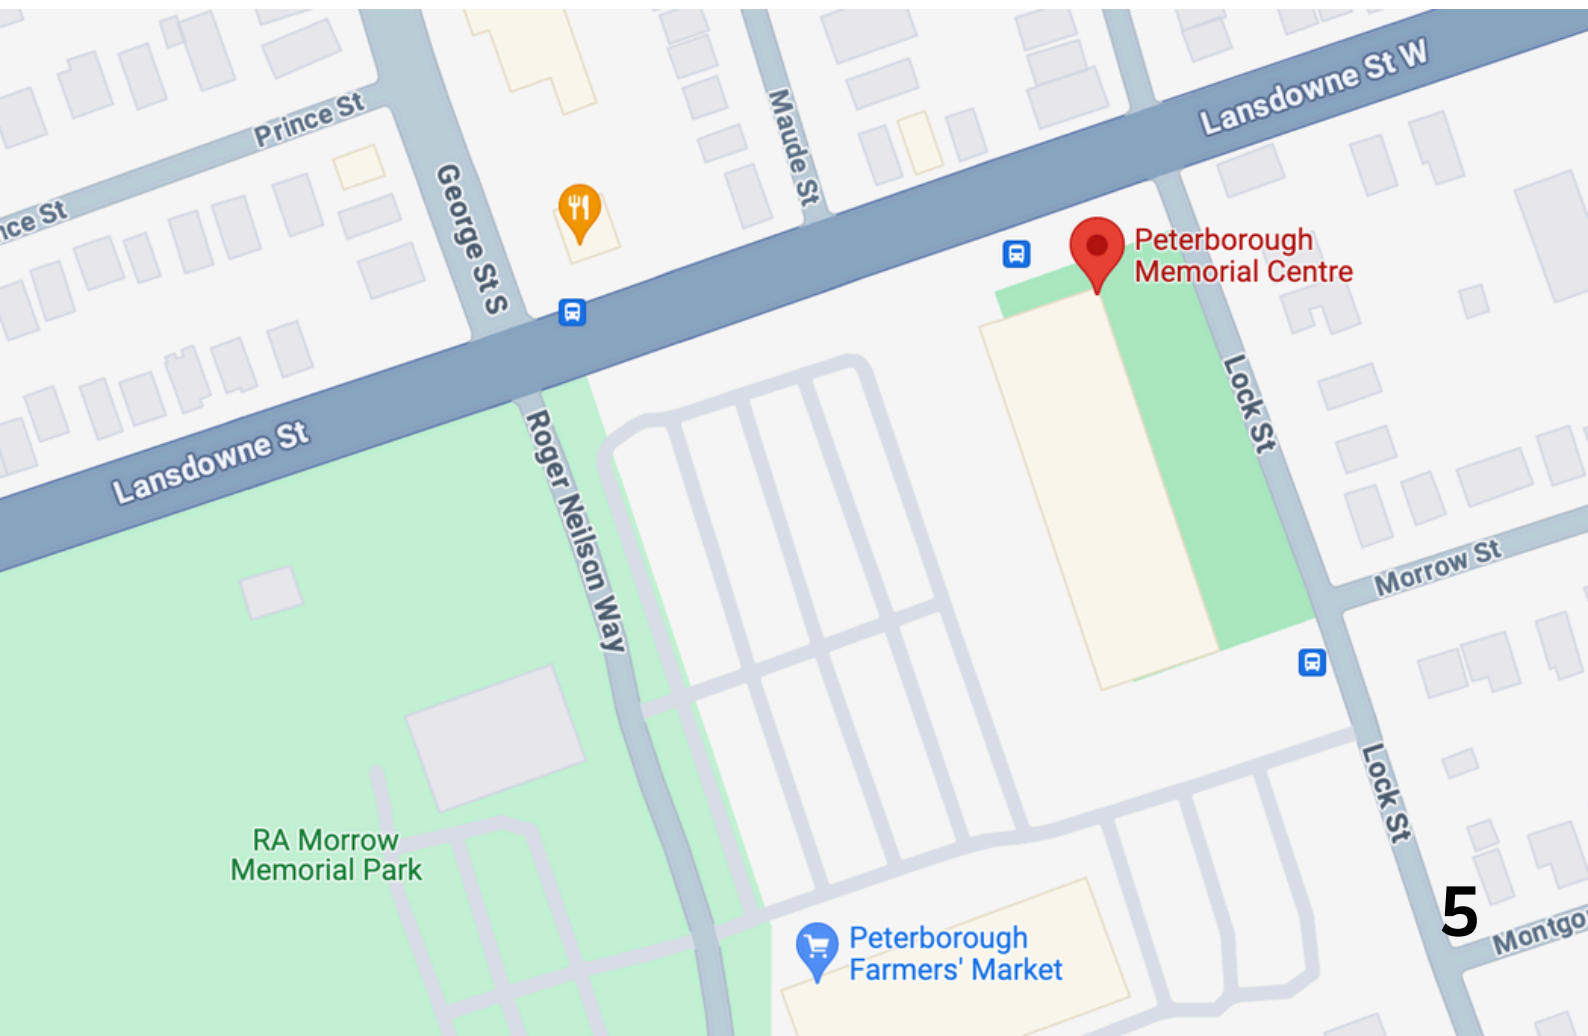 Lansdowne St W
Prince St
Maude St
George St S
nce St
Peterborough
Memorial Centre
Lock St
Lansdowne St
Roger Neilson Way
Morrow St
Lock St
RA Morrow
Memorial Park
5
Montgo
Peterborough
Farmers' Market